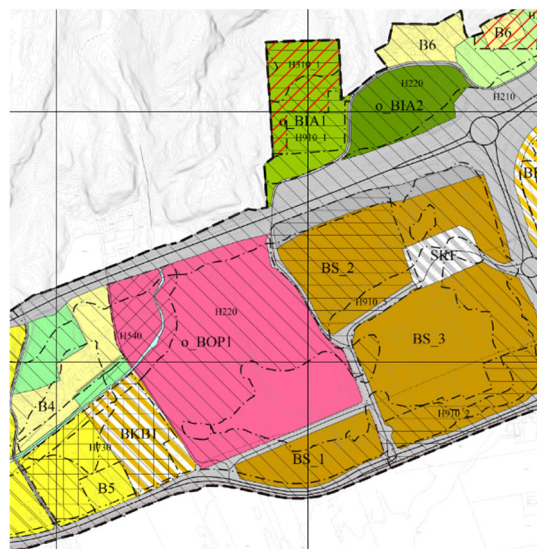 B6
B6
H310_1
H220
o_BIA2
H210
o_BIA1
H910_1
BS_2
SKF
H910_3
H220
H540
o_BOP1
BS_3
B4
H910_2
BKB1
H730
BS_1
B5